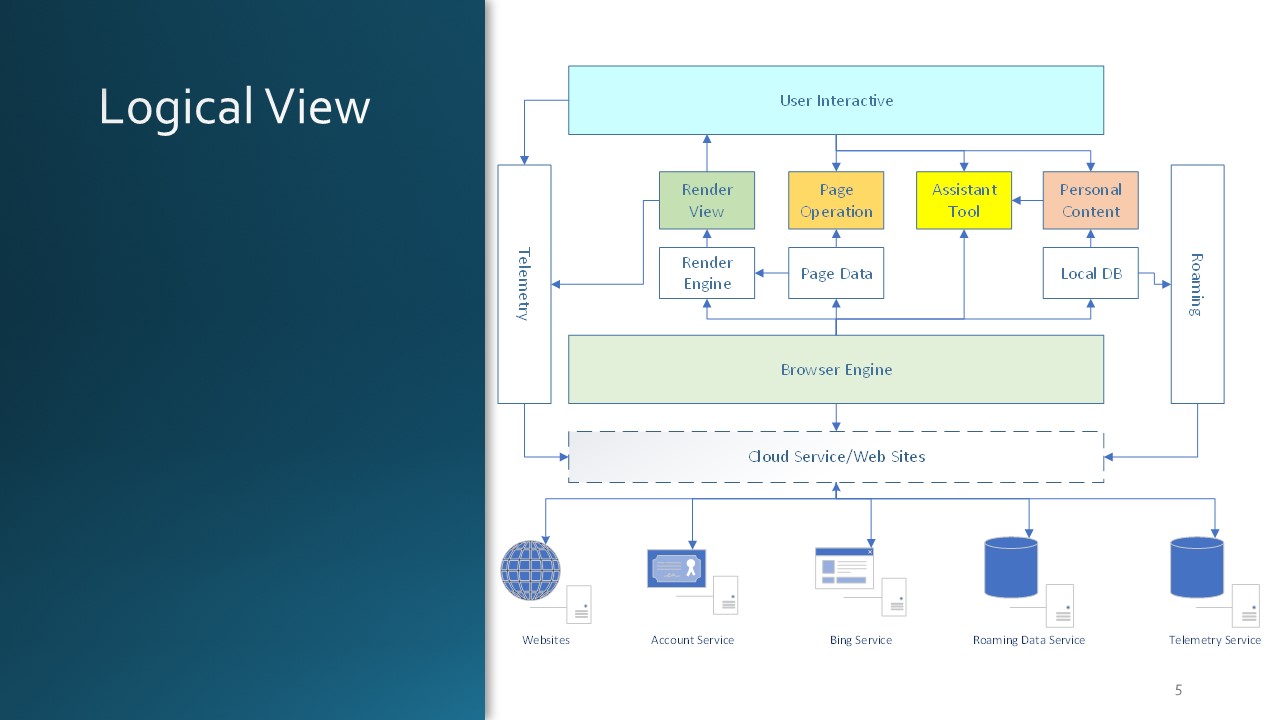 Logical View
User Interactive
Render
View
Page
Operation
Assistant
Tool
Personal
Content
Telemetry
Render
Engine
Page Data
Local DB
Roaming
Browser Engine
Cloud Service/Web Sites
Websites
Account Service
Bing Service
Roaming Data Service
Telemetry Service
5